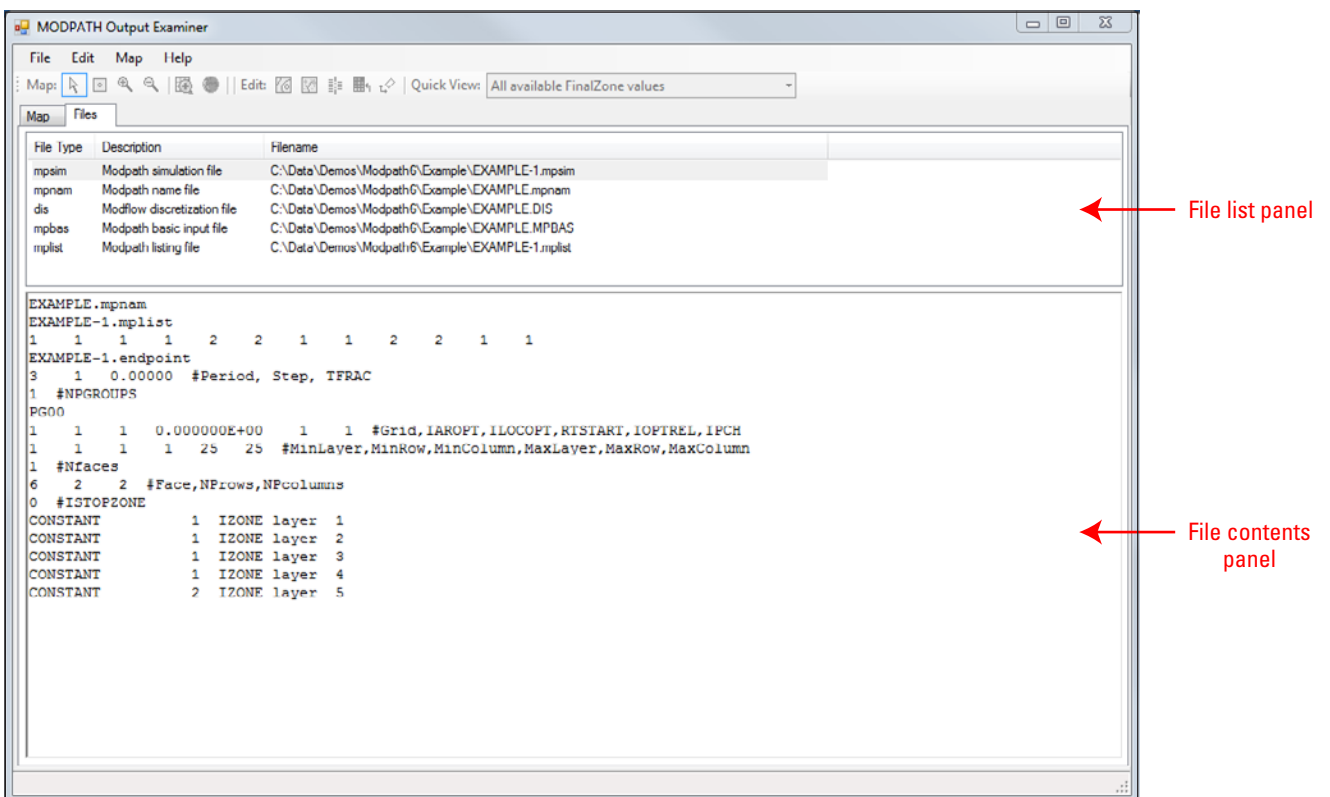 MODPATH Output Examiner
File Edit Map Help
Map: Edit: Quick View: All available FinalZone values
Map Files
File Type Description Filename
mpsim Modpath simulation file C:\Data\Demos\Modpath6\Example\EXAMPLE-1.mpsim
mpnam Modpath name file C:\Data\Demos\Modpath6\Example\EXAMPLE.mpnam
dis Modflow discretization file C:\Data\Demos\Modpath6\Example\EXAMPLE.DIS
mpbas Modpath basic input file C:\Data\Demos\Modpath6\Example\EXAMPLE.MPBAS
mplist Modpath listing file C:\Data\Demos\Modpath6\Example\EXAMPLE-1.mplist
File list panel
EXAMPLE.mpnam
EXAMPLE-1.mplist
1 1 1 1 2 2 1 1 2 2 1 1
EXAMPLE-1.endpoint
3 1 0.00000 #Period, Step, TFRAC
1 #NPGROUPS
PG00
1 1 1 0.000000E+00 1 1 #Grid,IAROPT,ILOCOPT,RTSTART,IOPTREL,IPCH
1 1 1 1 25 25 #MinLayer,MinRow,MinColumn,MaxLayer,MaxRow,MaxColumn
1 #Nfaces
6 2 2 #Face,NProws,NPcolumns
0 #ISTOPZONE
CONSTANT 1 IZONE layer 1
CONSTANT 1 IZONE layer 2
CONSTANT 1 IZONE layer 3
CONSTANT 1 IZONE layer 4
CONSTANT 2 IZONE layer 5
File contents
panel